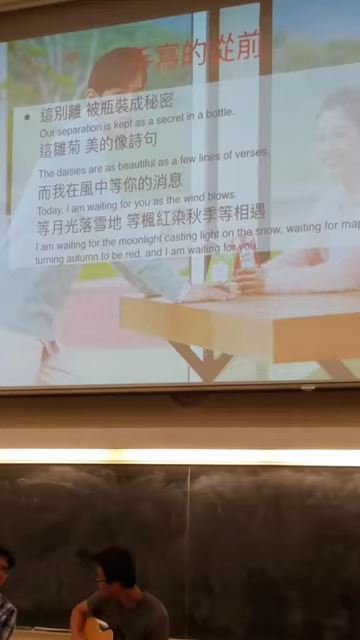 手寫的從前
• 這別離 被瓶裝成秘密
Our separation is kept as a secret in a bottle.
這雛菊 美的像詩句
The daisies are as beautiful as a few lines of verses.
而我在風中等你的消息
Today, I am waiting for you as the wind blows.
等月光落雪地 等楓紅染秋季等相遇
I am waiting for the moonlight casting light on the snow, waiting for
turning autumn to be red, and I am waiting for you.